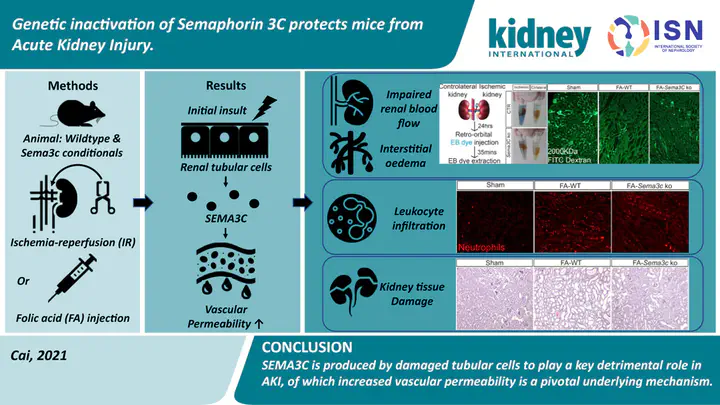 Genetic inactivation of Semaphorin 3C protects mice from
Acute Kidney Injury.
kidney
INTERNATIONAL
ISN
INTERNATIONAL SOCIETY
OF NEPHROLOGY
Methods
Animal: Wildtype &
Sema3c conditionals
Ischemia-reperfusion (IR)
Or
Folic acid (FA) injection
Results
Initial insult
Renal tubular cells
SEMA3C
Vascular
Permeability ↑
Impaired
renal blood
flow
Interstitial
oedema
Controlateral Ischemic
kidney kidney
24hrs
Retro-orbital
EB dye injection
35mins
EB dye extraction
CTR
Sema3C ko
Sham FA-WT FA-Sema3C ko
2000KDa
FITC Dextran
Leukocyte
infiltration
Sham FA-WT FA-Sema3c ko
Neutrophils
Kidney tissue
Damage
Sham FA-WT FA-Sema3c ko
Cai, 2021
CONCLUSION
SEMA3C is produced by damaged tubular cells to play a key detrimental role in
AKI, of which increased vascular permeability is a pivotal underlying mechanism.